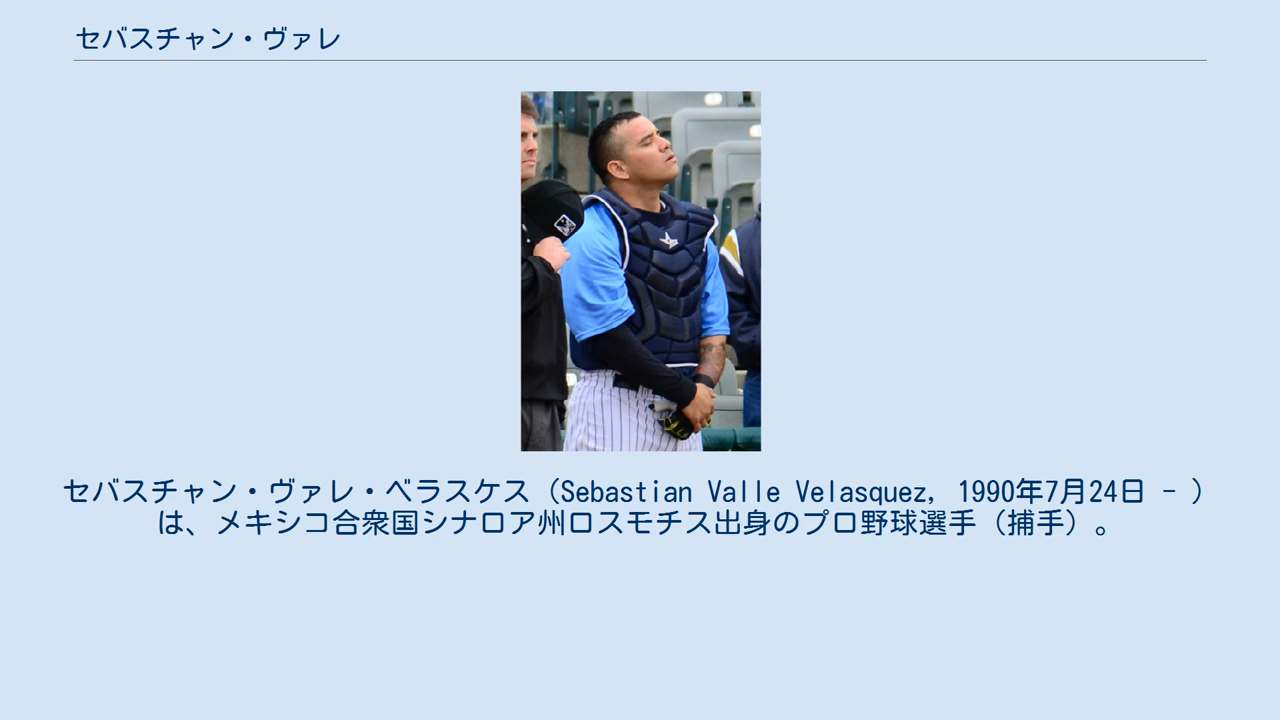 セバスチャン・ヴァレ
セバスチャン・ヴァレ・ベラスケス（Sebastian Valle Velasquez, 1990年7月24日 - ）
は、メキシコ合衆国シナロア州ロスモチス出身のプロ野球選手（捕手）。